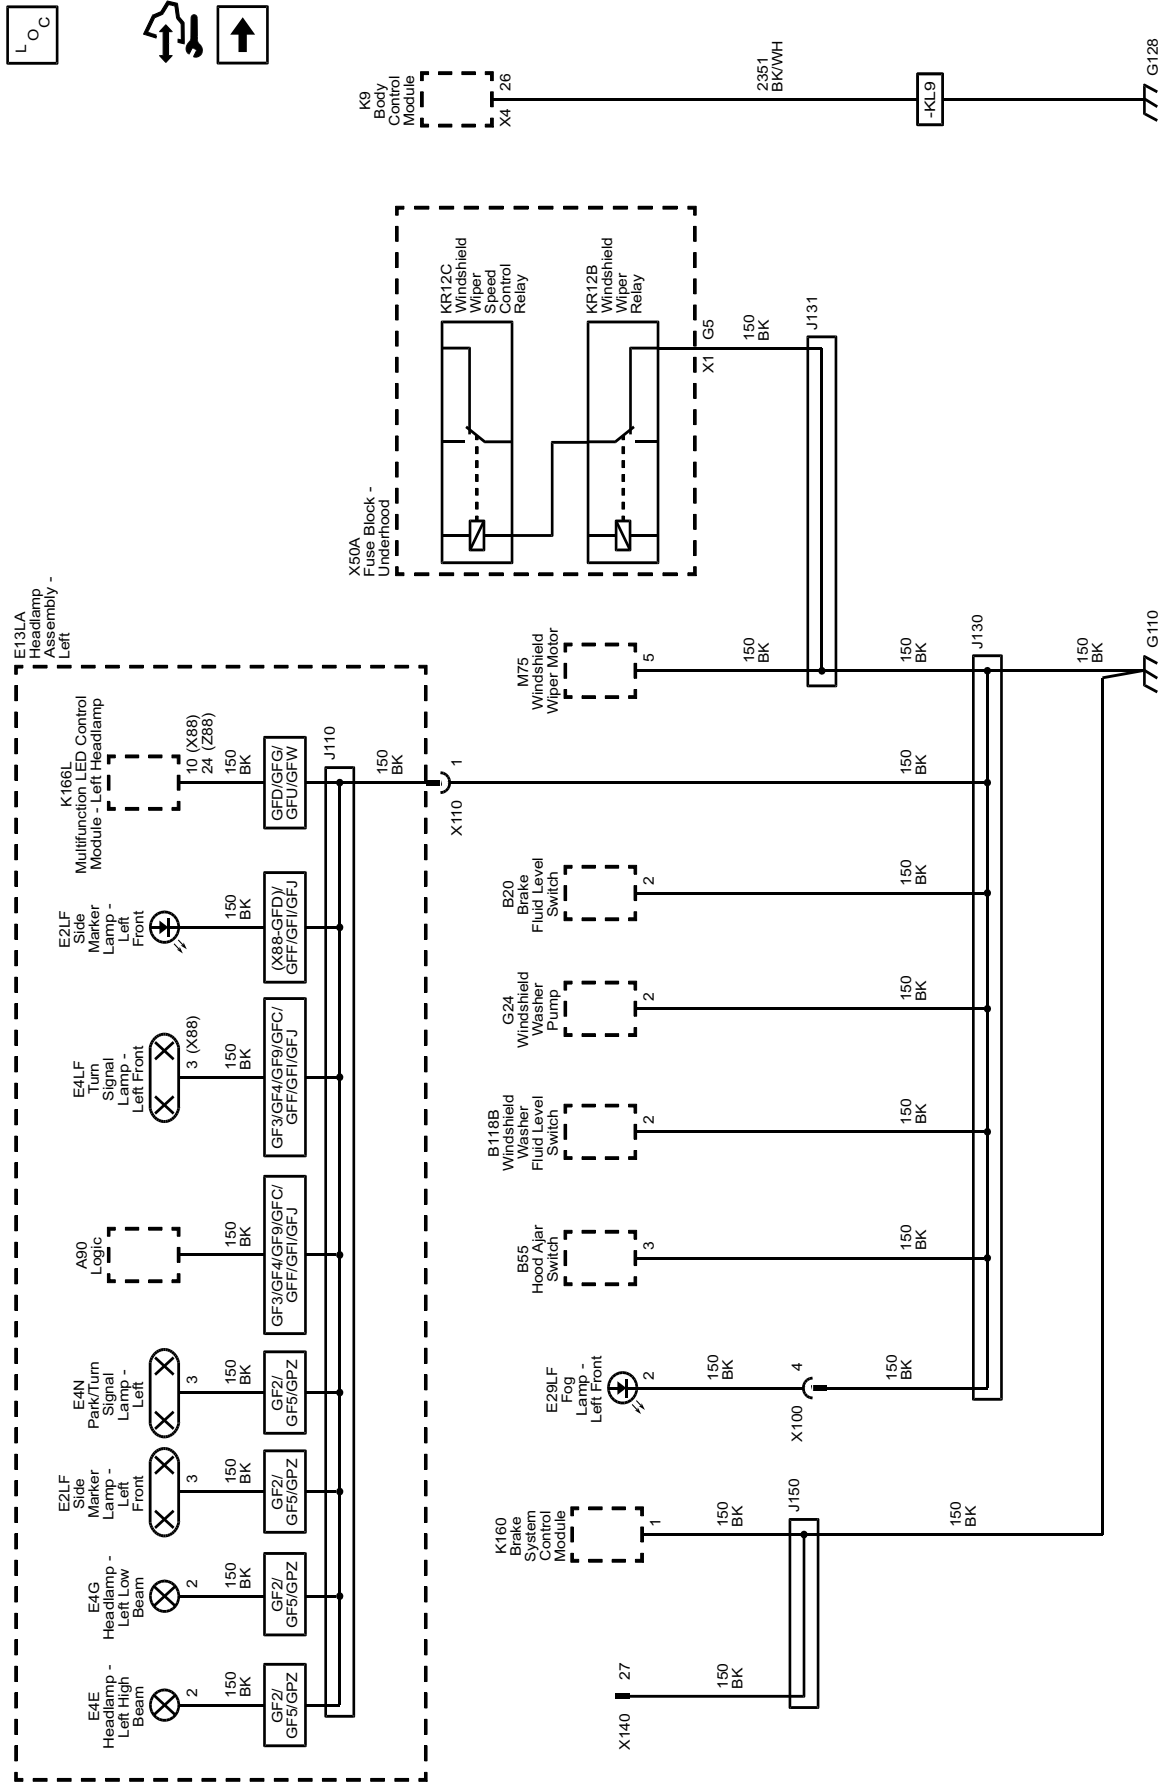 E13LA
Headlamp
Assembly -
Left
E4E
Headlamp -
Left High
Beam
2
150
BK
GF2/
GF5/GPZ
E4G
Headlamp -
Left Low
Beam
2
150
BK
GF2/
GF5/GPZ
E2LF
Side
Marker
Lamp -
Left
Front
3
150
BK
GF2/
GF5/GPZ
E4N
Park/Turn
Signal
Lamp -
Left
3
150
BK
GF2/
GF5/GPZ
A90
Logic
150
BK
GF3/GF4/GF9/GFC/
GFF/GFI/GFJ
E4LF
Turn
Signal
Lamp -
Left Front
3 (X88)
150
BK
GF3/GF4/GF9/GFC/
GFF/GFI/GFJ
E2LF
Side
Marker
Lamp -
Left
Front
150
BK
(X88-GFD)/
GFF/GFI/GFJ
K166L
Multifunction LED Control
Module - Left Headlamp
10 (X88)
24 (Z88)
150
BK
GFD/GFG/
GFU/GFW
J110
150
BK
X110
1
150
BK
X140
27
150
BK
K160
Brake
System
Control
Module
1
150
BK
J150
150
BK
E29LF
Fog
Lamp -
Left Front
2
150
BK
X100
4
150
BK
B55
Hood Ajar
Switch
3
150
BK
B118B
Windshield
Washer
Fluid Level
Switch
2
150
BK
G24
Windshield
Washer
Pump
2
150
BK
B20
Brake
Fluid Level
Switch
2
150
BK
M75
Windshield
Wiper Motor
5
150
BK
150
BK
J130
150
BK
G110
X50A
Fuse Block -
Underhood
KR12C
Windshield
Wiper
Speed
Control
Relay
KR12B
Windshield
Wiper
Relay
X1
G5
150
BK
J131
K9
Body
Control
Module
X4
26
2351
BK/WH
-KL9
G128
L O C